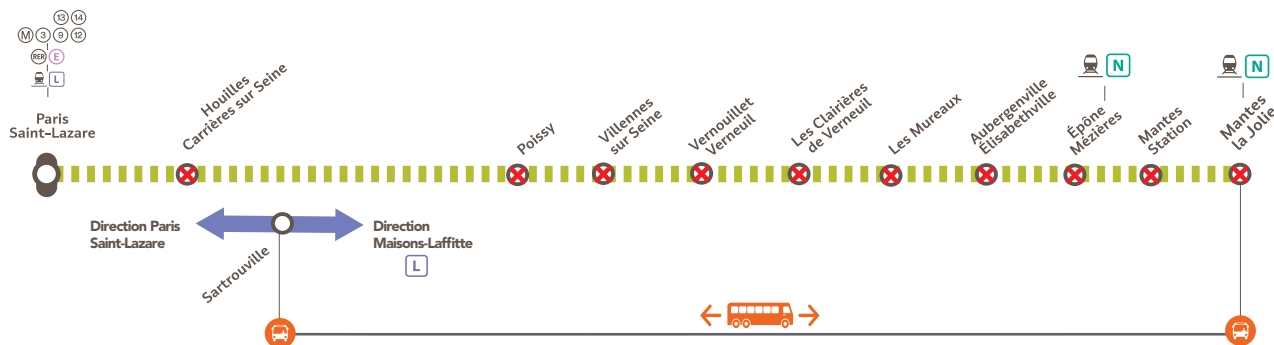 13 14
M 3 9 12
RER E
L
Paris
Saint-Lazare
Houilles
Carrières sur Seine
Poissy
Villennes
sur Seine
Vernouillet
Verneuil
Les Clairières
de Verneuil
Les Mureaux
Aubergenville
Élisabethville
N
Épône
Mézières
Mantes
Station
N
Mantes
la Jolie
Direction Paris
Saint-Lazare
Sartrouville
Direction
Maisons-Laffitte
L